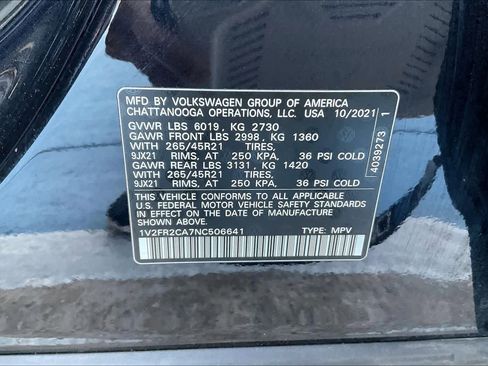 MFD BY VOLKSWAGEN GROUP OF AMERICA
CHATTANOOGA OPERATIONS, LLC. USA 10/2021
GVWR LBS 6019, KG 2730
GAWR FRONT LBS 2998, KG 1360
WITH 265/45R21 TIRES,
9JX21 RIMS, AT 250 KPA, 36 PSI COLD
GAWR REAR LBS 3131, KG 1420
WITH 265/45R21 TIRES,
9JX21 RIMS, AT 250 KPA, 36 PSI COLD
THIS VEHICLE CONFORMS TO ALL APPLICABLE
U.S. FEDERAL MOTOR VEHICLE SAFETY STANDARDS
IN EFFECT ON THE DATE OF MANUFACTURE SHOWN ABOVE.
1V2FR2CA7NC506641 TYPE: MPV
4039273 1